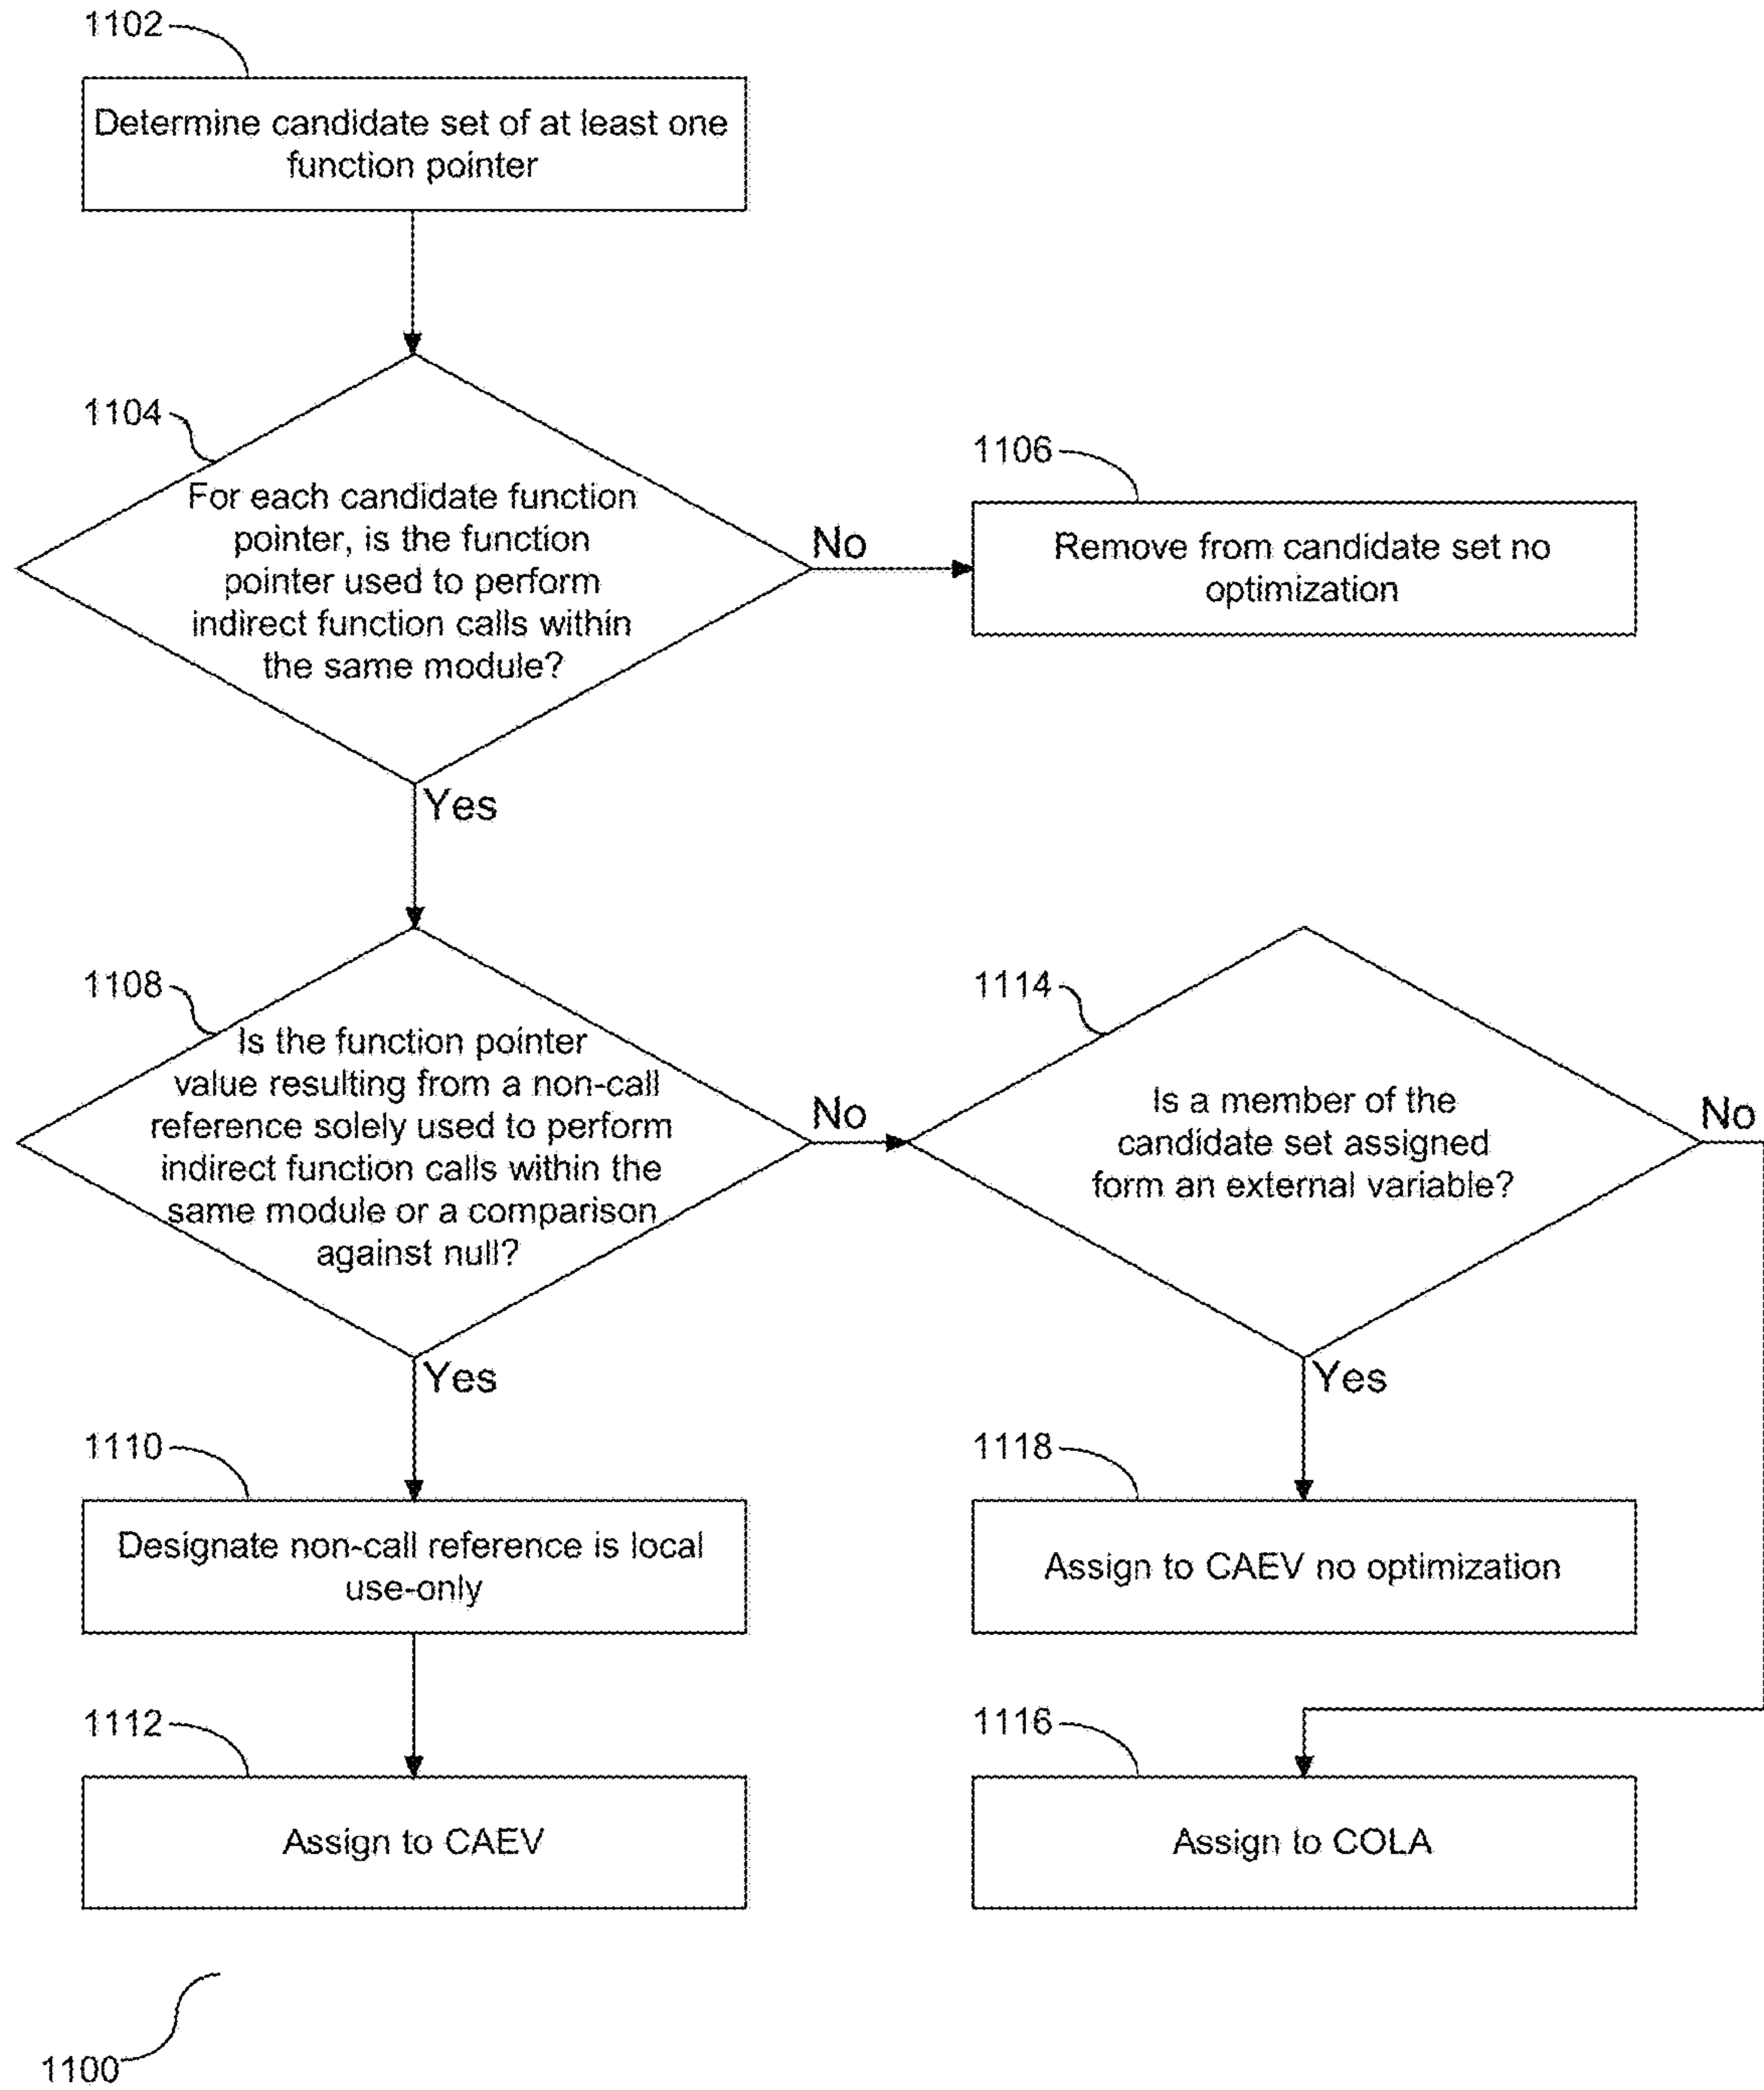 1102
Determine candidate set of at least one
function pointer
1104
For each candidate function
pointer, is the function
pointer used to perform
indirect function calls within
the same module?
No
1106
Remove from candidate set no
optimization
Yes
1108
Is the function pointer
value resulting from a non-call
reference solely used to perform
indirect function calls within the
same module or a comparison
against null?
No
1114
Is a member of the
candidate set assigned
form an external variable?
No
Yes
Yes
1110
Designate non-call reference is local
use-only
1118
Assign to CAEV no optimization
1112
Assign to CAEV
1116
Assign to COLA
1100